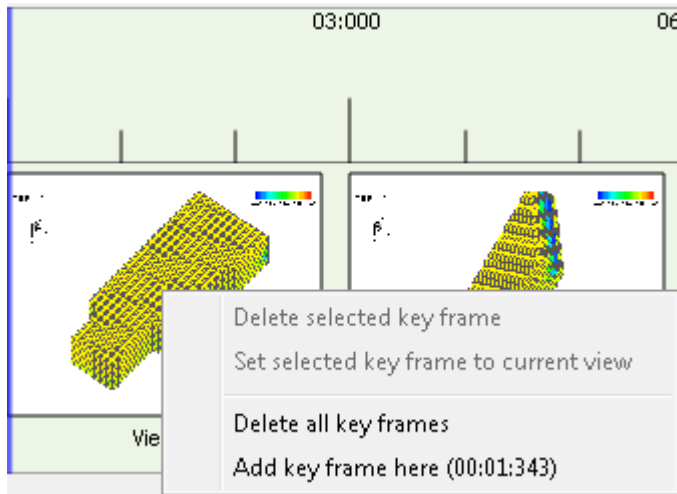 03:000
06
Delete selected key frame
Set selected key frame to current view
Delete all key frames
Vie
Add key frame here (00:01:343)